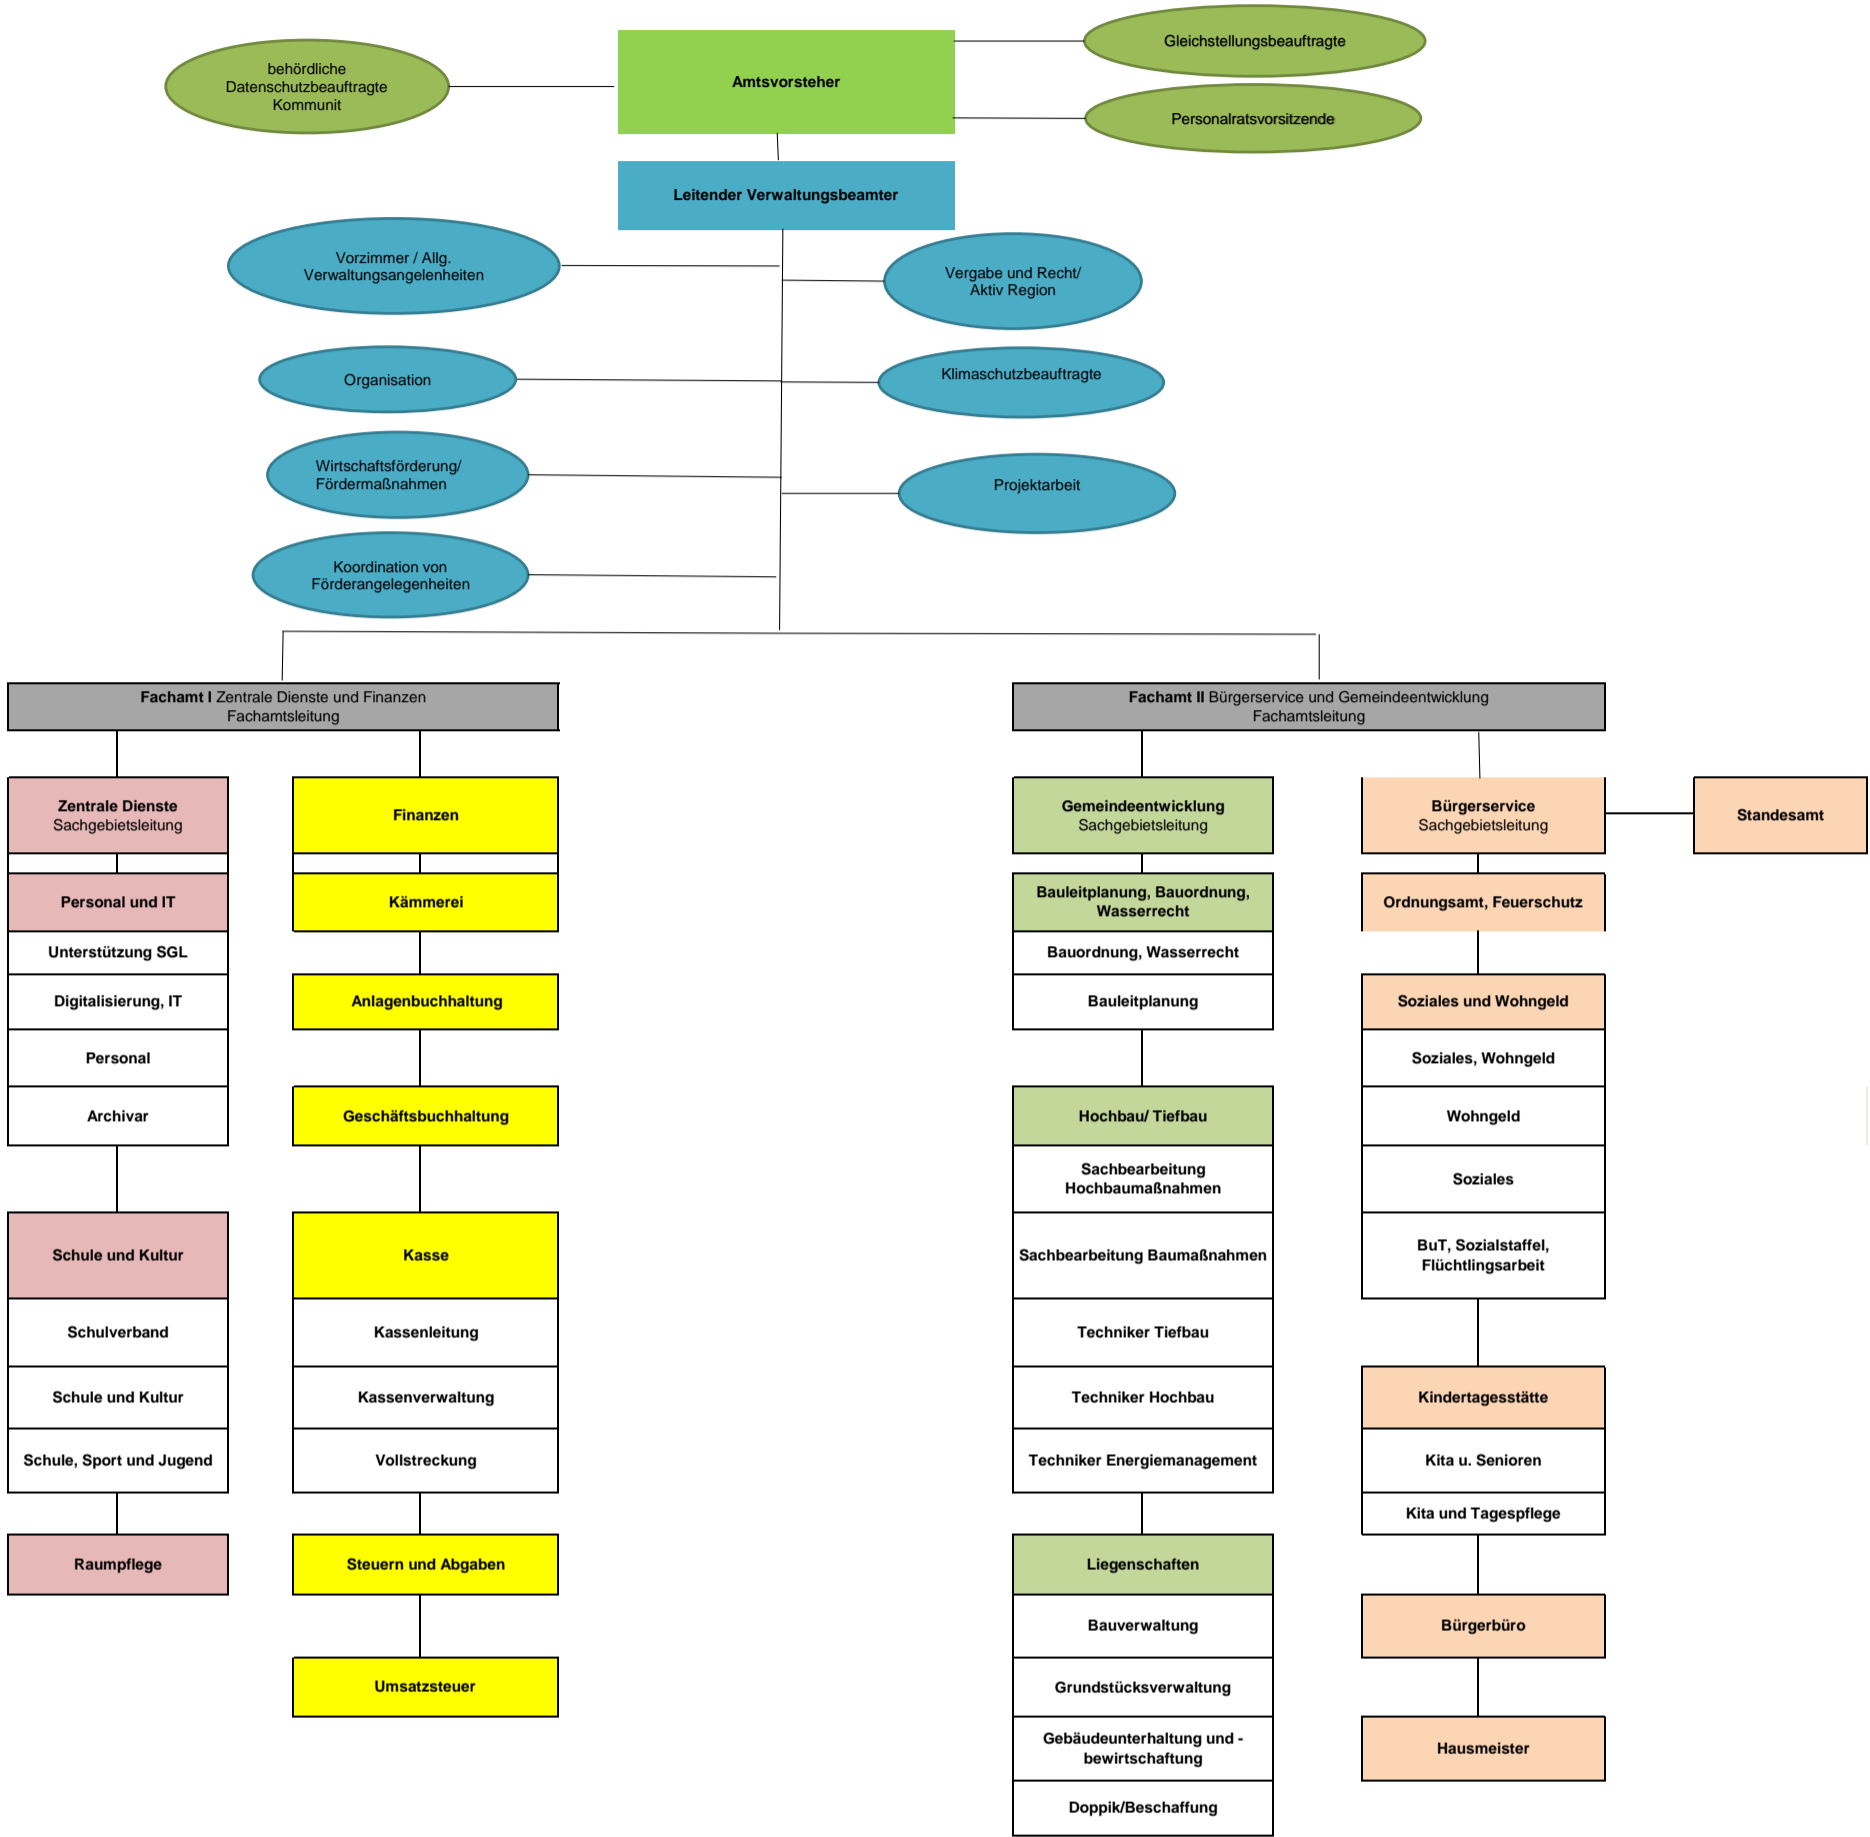 behördliche
Datenschutzbeauftragte
Kommunit
Amtsvorsteher
Gleichstellungsbeauftragte
Personalratsvorsitzende
Leitender Verwaltungsbeamter
Vorzimmer / Allg.
Verwaltungsangelenheiten
Vergabe und Recht/
Aktiv Region
Organisation
Klimaschutzbeauftragte
Wirtschaftsförderung/
Fördermaßnahmen
Projektarbeit
Koordination von
Förderangelegenheiten
Fachamt I Zentrale Dienste und Finanzen
Fachamtsleitung
Zentrale Dienste
Sachgebietsleitung
Personal und IT
Unterstützung SGL
Digitalisierung, IT
Personal
Archivar
Schule und Kultur
Schulverband
Schule und Kultur
Schule, Sport und Jugend
Raumpflege
Finanzen
Kämmerei
Anlagenbuchhaltung
Geschäftsbuchhaltung
Kasse
Kassenleitung
Kassenverwaltung
Vollstreckung
Steuern und Abgaben
Umsatzsteuer
Fachamt II Bürgerservice und Gemeindeentwicklung
Fachamtsleitung
Gemeindeentwicklung
Sachgebietsleitung
Bauleitplanung, Bauordnung,
Wasserrecht
Bauordnung, Wasserrecht
Bauleitplanung
Hochbau/ Tiefbau
Sachbearbeitung
Hochbaumaßnahmen
Sachbearbeitung Baumaßnahmen
Techniker Tiefbau
Techniker Hochbau
Techniker Energiemanagement
Liegenschaften
Bauverwaltung
Grundstücksverwaltung
Gebäudeunterhaltung und -
bewirtschaftung
Doppik/Beschaffung
Bürgerservice
Sachgebietsleitung
Standesamt
Ordnungsamt, Feuerschutz
Soziales und Wohngeld
Soziales, Wohngeld
Wohngeld
Soziales
BuT, Sozialstaffel,
Flüchtlingsarbeit
Kindertagesstätte
Kita u. Senioren
Kita und Tagespflege
Bürgerbüro
Hausmeister